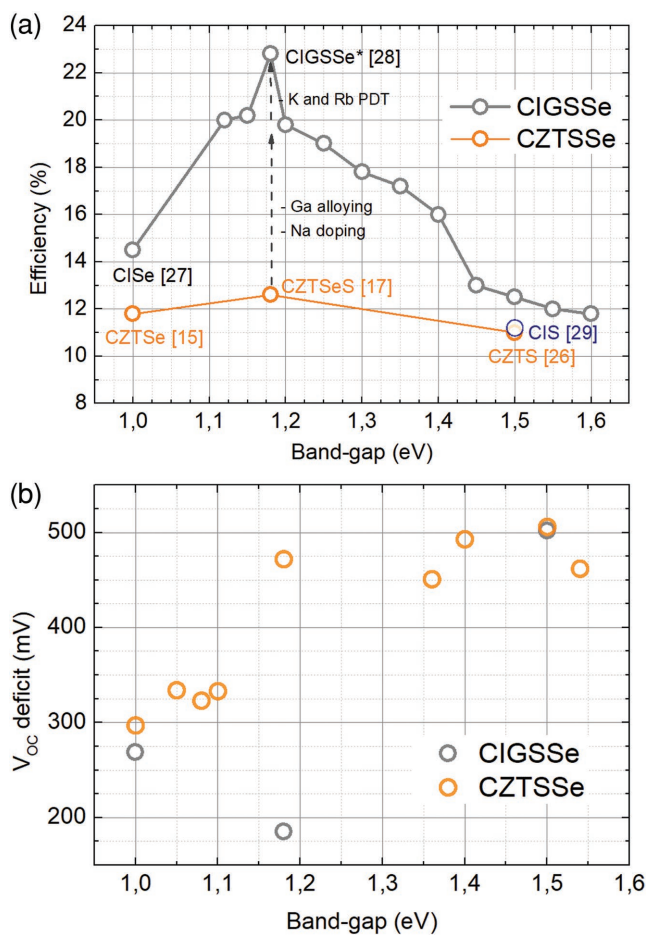 (a)
24
22
20
18
16
14
12
10
8
Efficiency (%)
CIGSSe* [28]
- K and Rb PDT
CIGSSe
CZTSSe
- Ga alloying
- Na doping
CISe [27]
CZTSeS [17]
CZTSe [15]
CIS [29]
CZTS [26]
1,0 1,1 1,2 1,3 1,4 1,5 1,6
Band-gap (eV)
(b)
500
400
300
200
V_OC deficit (mV)
CIGSSe
CZTSSe
1,0 1,1 1,2 1,3 1,4 1,5 1,6
Band-gap (eV)